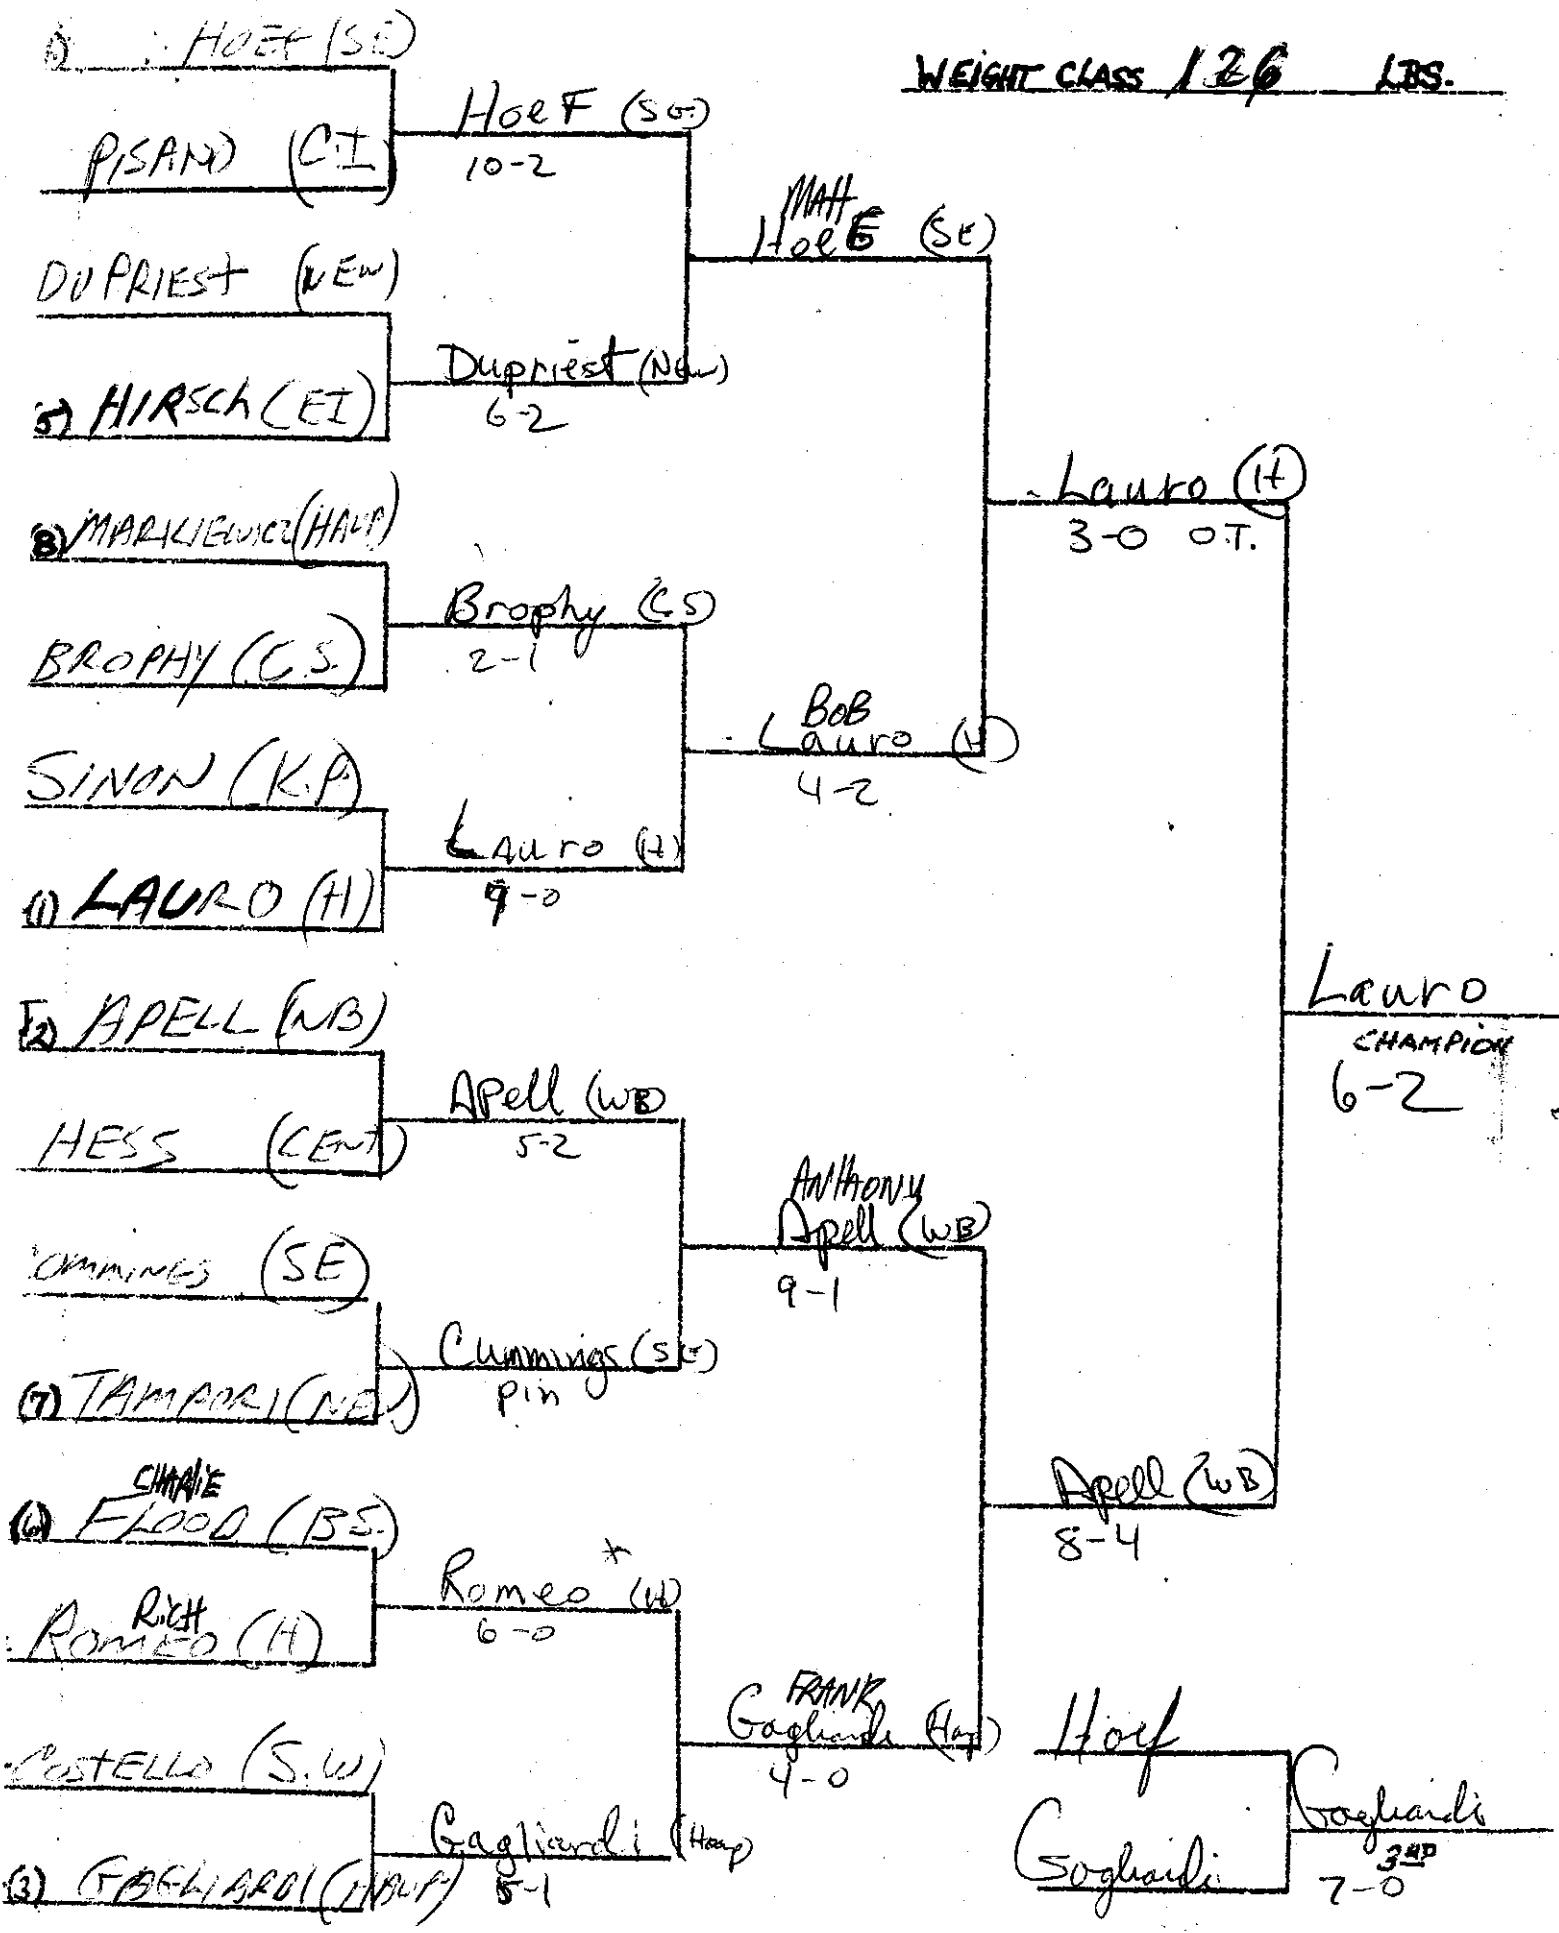 HOEF (SE)
WEIGHT CLASS 126 LBS.
HOEF (SE)
PISANO (C.I.)
10-2
MATT
HOEF (SE)
DUPRIEST (NEW)
Dupriest (New)
5) HIRSCH (EI)
6-2
Lauro (H)
8) MARKIEWICZ (HAUP)
3-0 O.T.
Brophy (CS)
BROPHY (C.S.)
2-1
BOB
Lauro (H)
SINON (K.P.)
4-2
Lauro (H)
(1) LAURO (H)
9-0
Lauro
(2) APELL (NB)
CHAMPION
Apell (WB)
6-2
HESS (CENT)
5-2
ANTHONY
Apell (WB)
OMMINGS (SE)
9-1
Cummings (SE)
(7) TAMPORI (NEW)
pin
CHARLIE
Apell (WB)
(6) FLOOD (BS.)
8-4
Romeo * (H)
RICH
ROMEO (H)
6-0
FRANK
Gagliardi (Hap)
Hoef
COSTELLO (S.W)
4-0
Gagliardi
Gagliardi (Haup)
3RD
(3) GAGLIARDI (HAUP)
5-1
Gagliardi
7-0